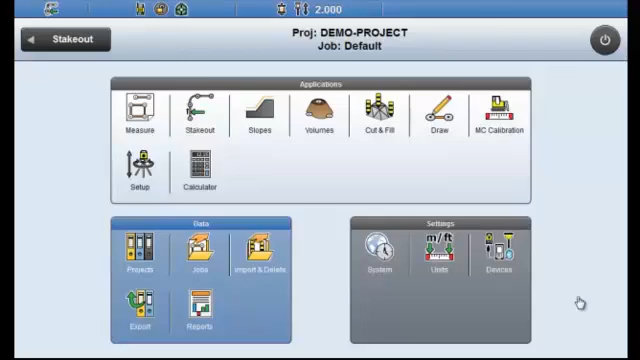 2.000
Stakeout
Proj: DEMO-PROJECT
Job: Default
Applications
Measure Stakeout Slopes Volumes Cut & Fill Draw MC Calibration
Setup Calculator
Data
Projects Jobs Import & Delete
Export Reports
Settings
m/ft
System Units Devices